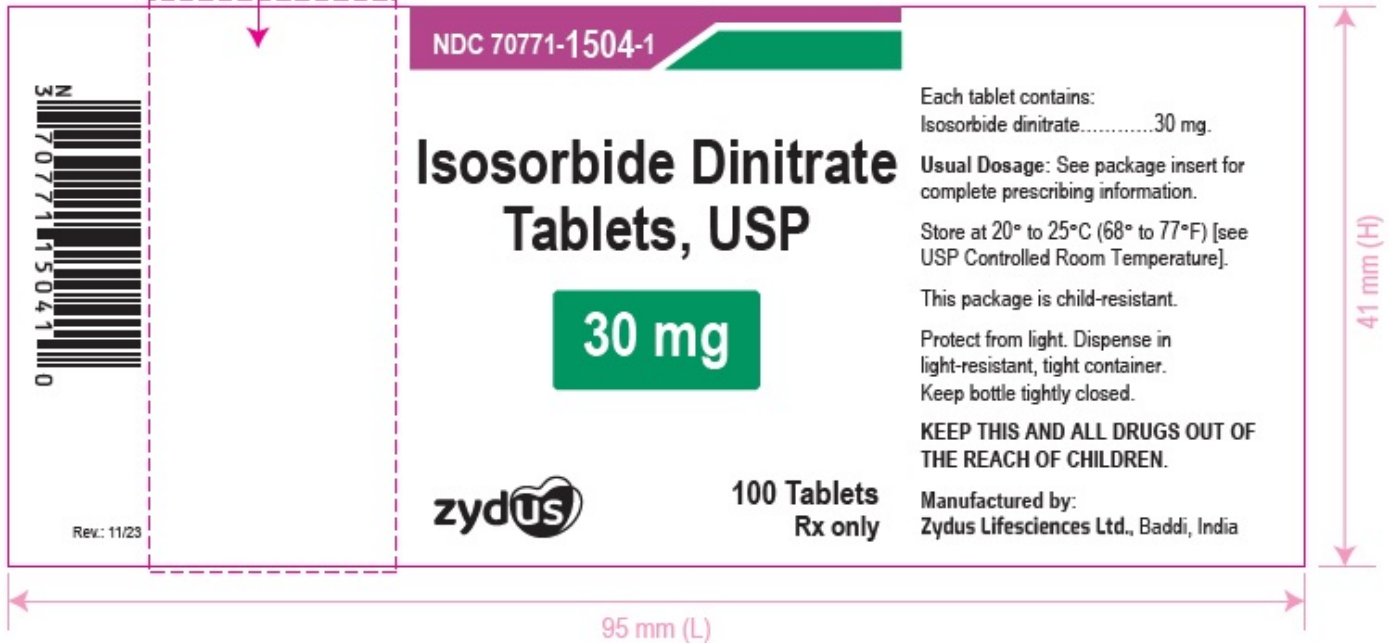 NDC 70771-1504-1
Isosorbide Dinitrate
Tablets, USP
30 mg
zydus
100 Tablets
Rx only
Each tablet contains:
Isosorbide dinitrate............30 mg.
Usual Dosage: See package insert for
complete prescribing information.
Store at 20° to 25°C (68° to 77°F) [see
USP Controlled Room Temperature].
This package is child-resistant.
Protect from light. Dispense in
light-resistant, tight container.
Keep bottle tightly closed.
KEEP THIS AND ALL DRUGS OUT OF
THE REACH OF CHILDREN.
Manufactured by:
Zydus Lifesciences Ltd., Baddi, India
N
3 70771 15041 0
Rev.: 11/23
41 mm (H)
95 mm (L)